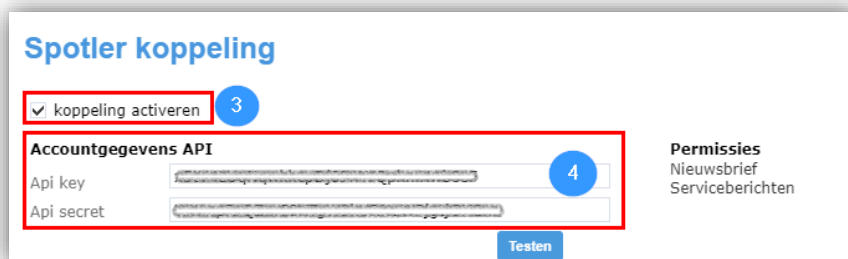 Spotler koppeling
koppeling activeren
3
Accountgegevens API
Api key
4
Api secret
Permissies
Nieuwsbrief
Serviceberichten
Testen